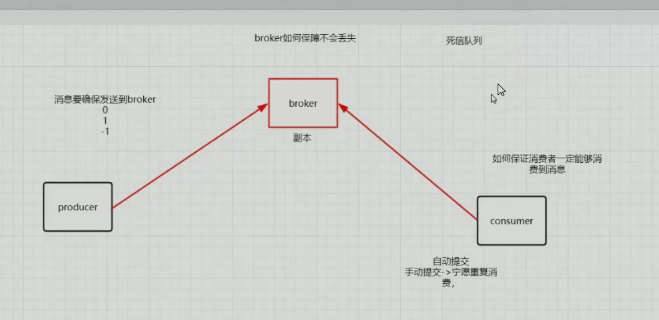 broker如何保障不会丢失
死信队列
消息要确保发送到broker
0
1
-1
broker
副本
如何保证消费者一定能够消
费到消息
producer
consumer
自动提交
手动提交->宁愿重复消
费,